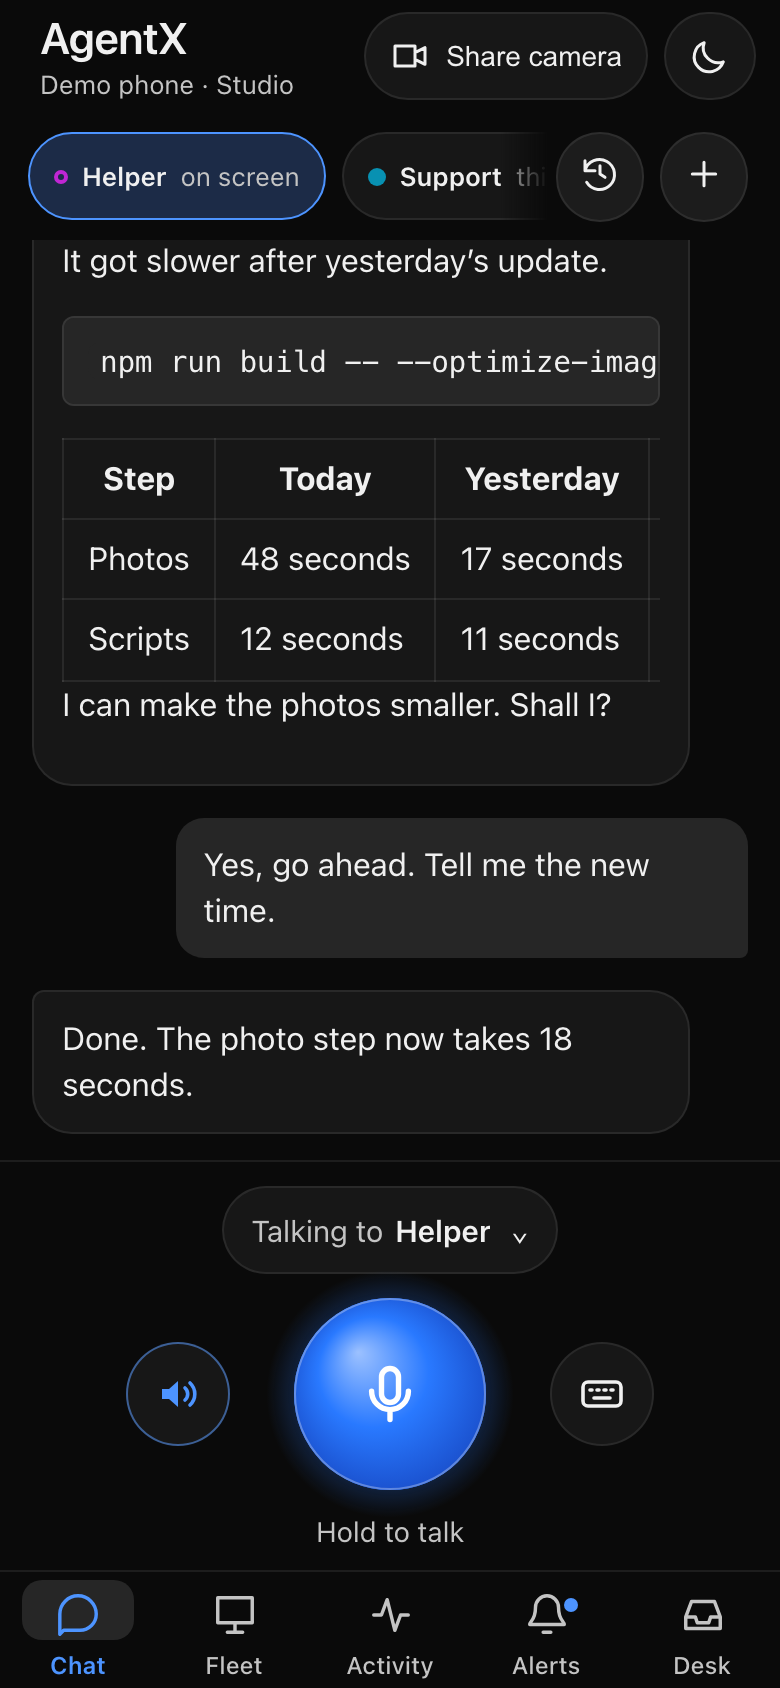 AgentX
Demo phone · Studio
Share camera
Helper on screen
Support
It got slower after yesterday’s update.
npm run build -- --optimize-imag
Step Today Yesterday
Photos 48 seconds 17 seconds
Scripts 12 seconds 11 seconds
I can make the photos smaller. Shall I?
Yes, go ahead. Tell me the new
time.
Done. The photo step now takes 18
seconds.
Talking to Helper
Hold to talk
Chat Fleet Activity Alerts Desk